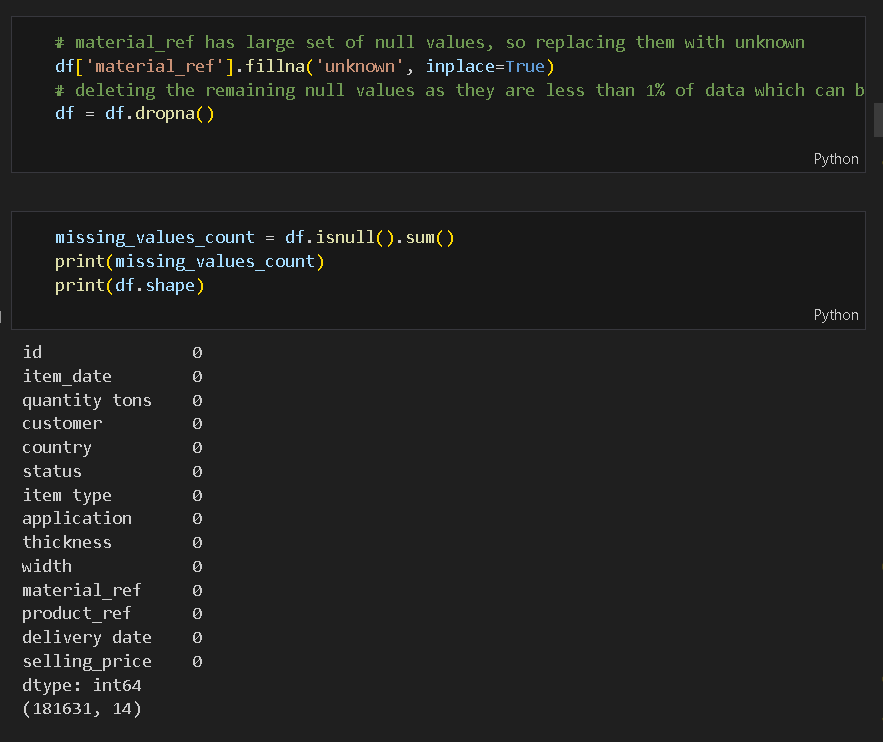 # material_ref has large set of null values, so replacing them with unknown
df['material_ref'].fillna('unknown', inplace=True)
# deleting the remaining null values as they are less than 1% of data which can b
df = df.dropna()
Python
missing_values_count = df.isnull().sum()
print(missing_values_count)
print(df.shape)
Python
id 0
item_date 0
quantity tons 0
customer 0
country 0
status 0
item type 0
application 0
thickness 0
width 0
material_ref 0
product_ref 0
delivery date 0
selling_price 0
dtype: int64
(181631, 14)